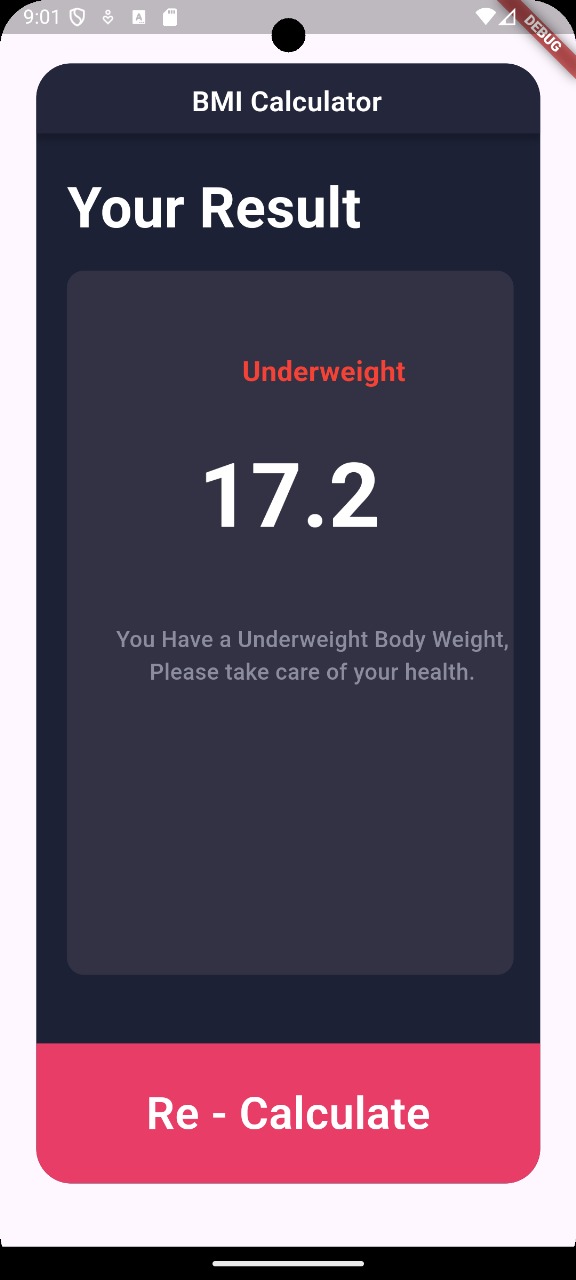 9:01
A
DEBUG
BMI Calculator
Your Result
Underweight
17.2
You Have a Underweight Body Weight,
Please take care of your health.
Re - Calculate